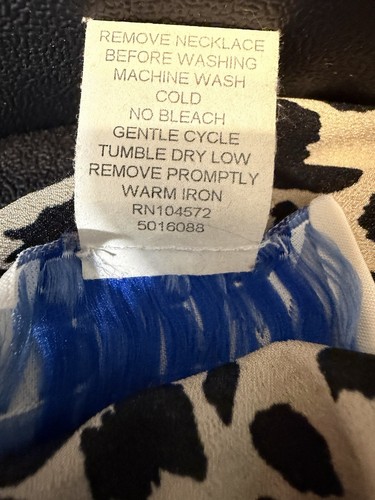 REMOVE NECKLACE
BEFORE WASHING
MACHINE WASH
COLD
NO BLEACH
GENTLE CYCLE
TUMBLE DRY LOW
REMOVE PROMPTLY
WARM IRON
RN104572
5016088